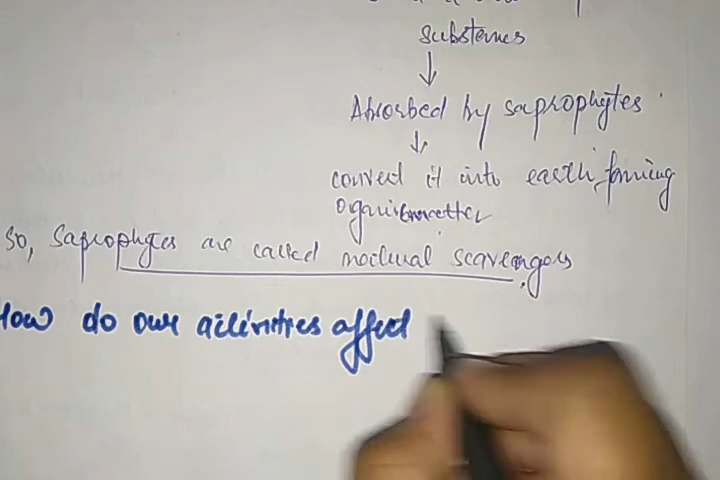 substernes
↓
Absorbed by saprophytes
↓
convert it into earth forming
organic matter
so, saprophytes are called natural scavengers.
How do our activities affect